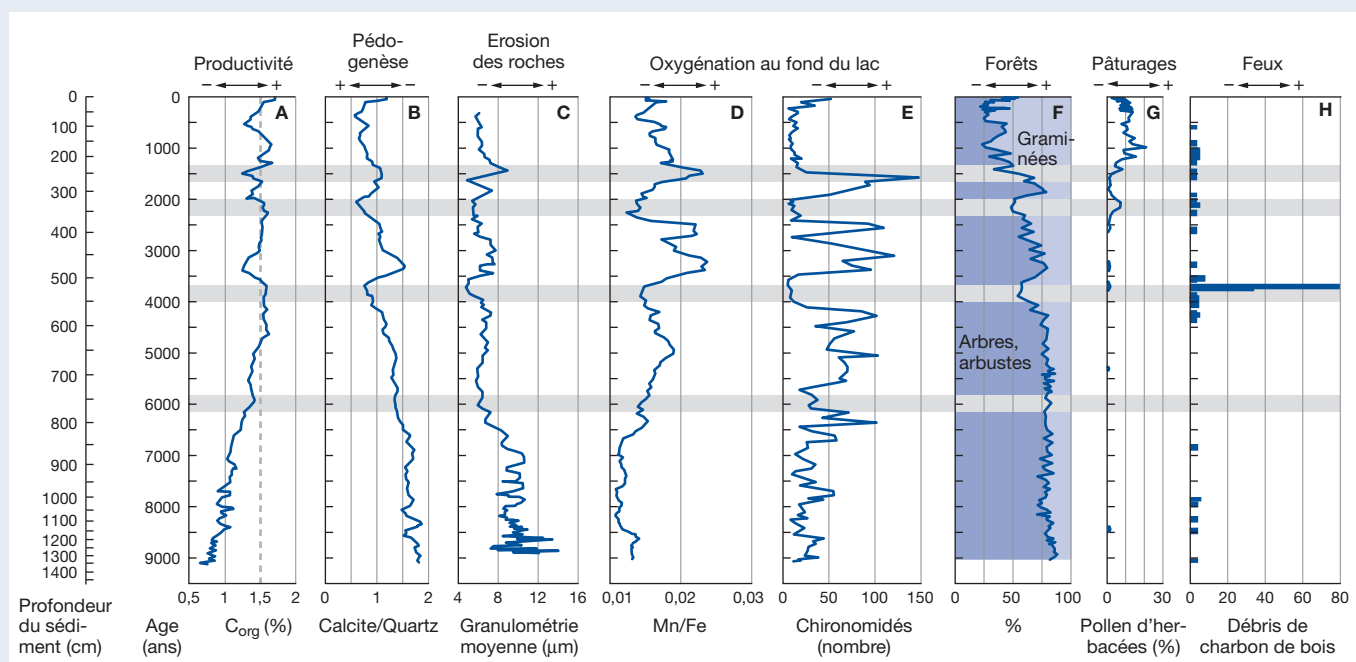 Productivité
− +
Pédo-
genèse
+ −
Erosion
des roches
− +
Oxygénation au fond du lac
− + − +
Forêts
− +
Pâturages
− +
Feux
− +
A B C D E F G H
Grami-
nées
Arbres,
arbustes
0
100
200
300
400
500
600
700
800
900
1000
1100
1200
1300
1400
0
1000
2000
3000
4000
5000
6000
7000
8000
9000
0,5 1 1,5 2
0 1 2
4 8 12 16
0,01 0,02 0,03
0 50 100 150
0 50 100
0 30
0 20 40 60 80
Profondeur
du sédi-
ment (cm)
Age
(ans)
Corg (%)
Calcite/Quartz
Granulométrie
moyenne (µm)
Mn/Fe
Chironomidés
(nombre)
%
Pollen d'her-
bacées (%)
Débris de
charbon de bois